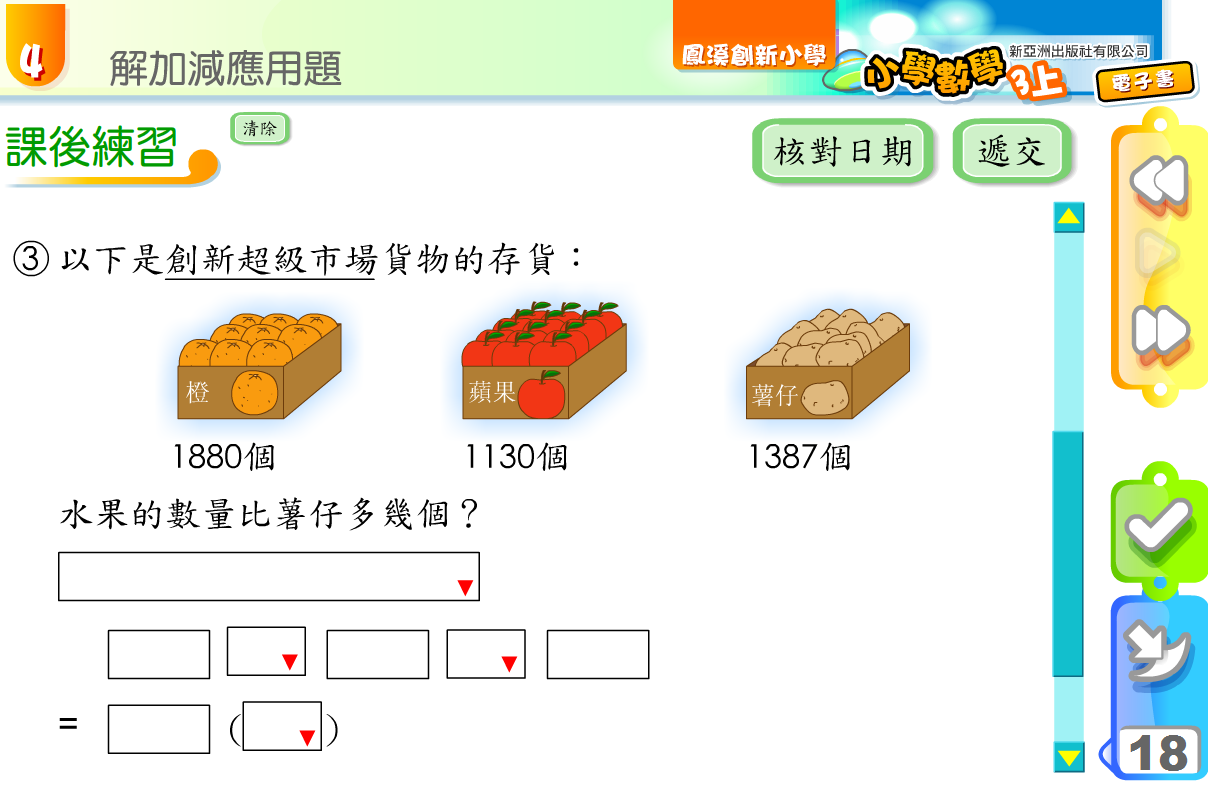 4
解加減應用題
鳳溪創新小學
小學數學 3上
新亞洲出版社有限公司
電子書
課後練習
清除
核對日期
遞交
③ 以下是創新超級市場貨物的存貨：
橙
蘋果
薯仔
1880個
1130個
1387個
水果的數量比薯仔多幾個？
= ( )
18